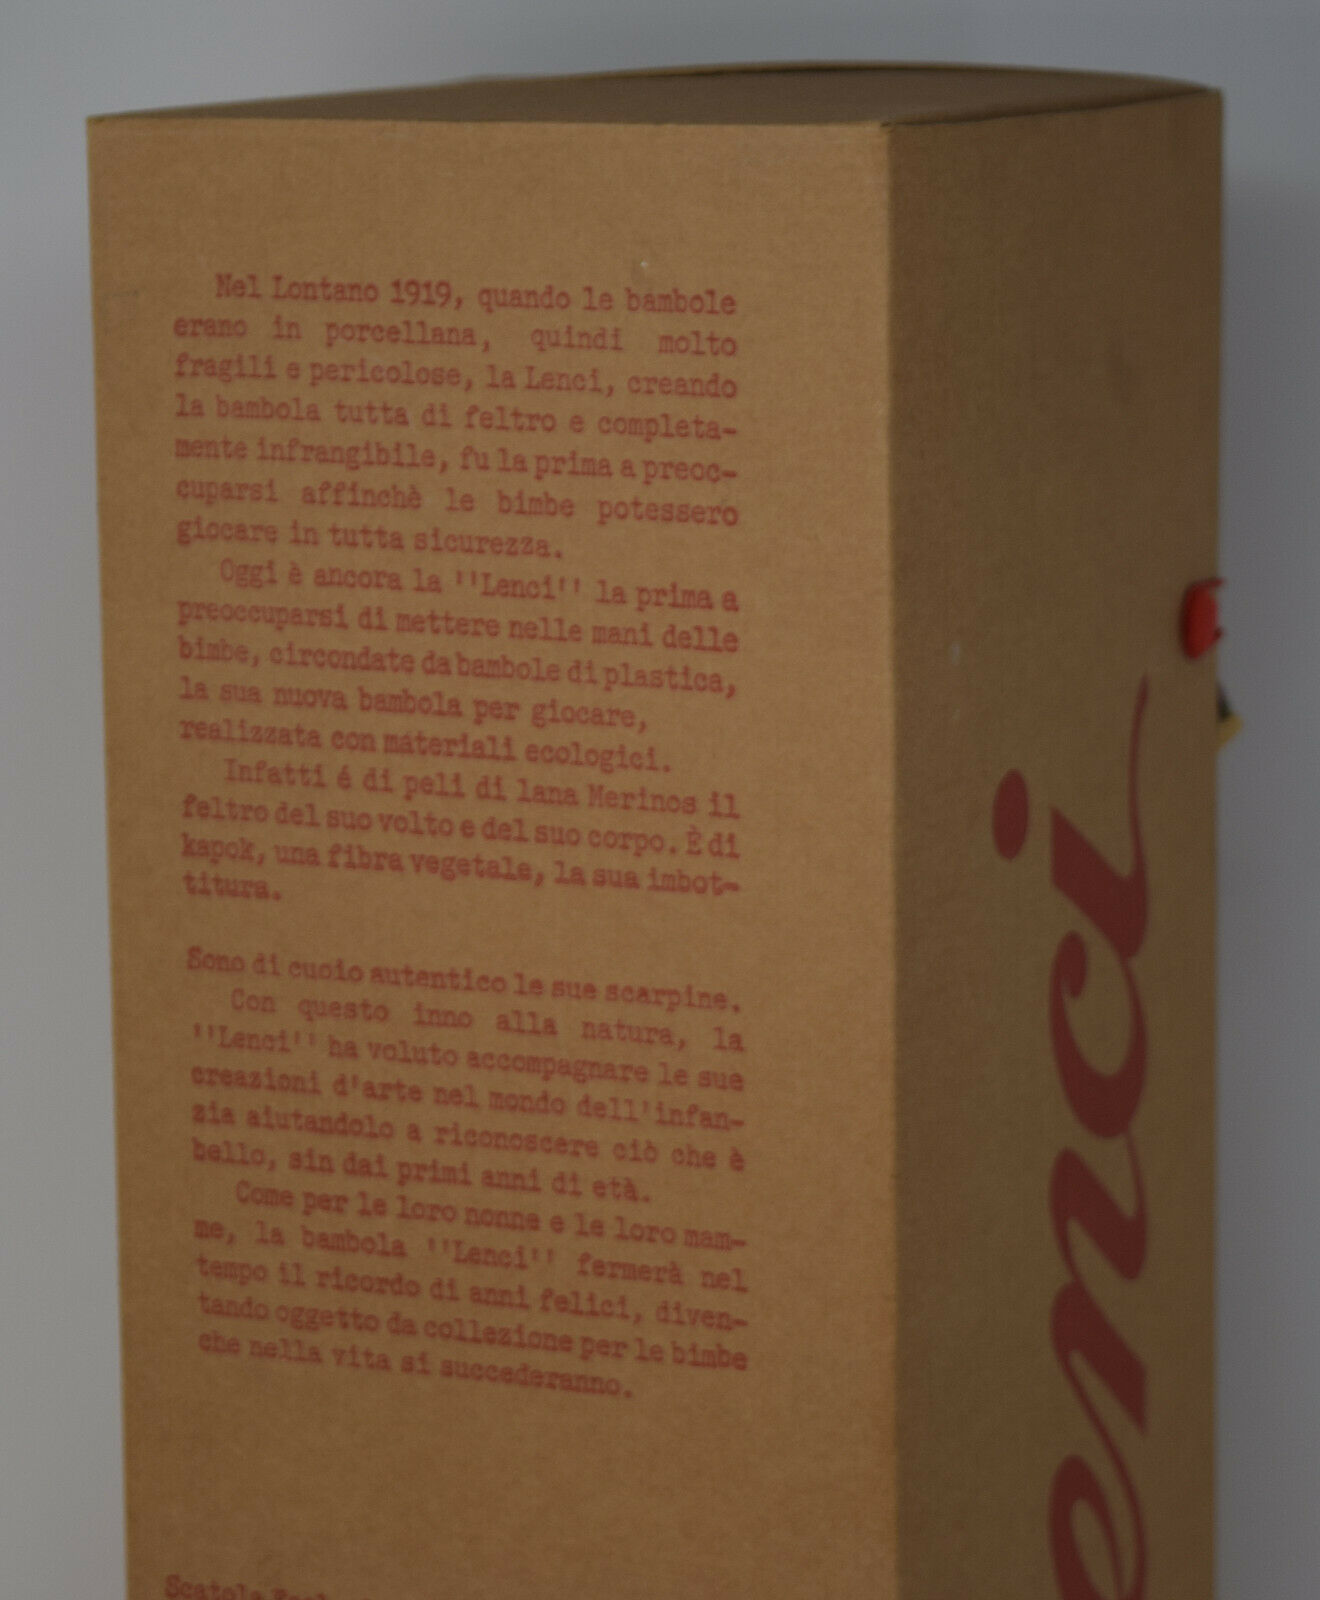 Nel Lontano 1919, quando le bambole
erano in porcellana, quindi molto
fragili e pericolose, la Lenci, creando
la bambola tutta di feltro e completa-
mente infrangibile, fu la prima a preoc-
cuparsi affinchè le bimbe potessero
giocare in tutta sicurezza.
Oggi è ancora la ''Lenci'' la prima a
preoccuparsi di mettere nelle mani delle
bimbe, circondate da bambole di plastica,
la sua nuova bambola per giocare,
realizzata con materiali ecologici.
Infatti é di peli di lana Merinos il
feltro del suo volto e del suo corpo. È di
kapok, una fibra vegetale, la sua imbot-
titura.
Sono di cuoio autentico le sue scarpine.
Con questo inno alla natura, la
''Lenci'' ha voluto accompagnare le sue
creazioni d'arte nel mondo dell'infan-
zia aiutandolo a riconoscere ciò che è
bello, sin dai primi anni di età.
Come per le loro nonne e le loro mam-
me, la bambola ''Lenci'' fermerà nel
tempo il ricordo di anni felici, diven-
tando oggetto da collezione per le bimbe
che nella vita si succederanno.
Scatola
enci